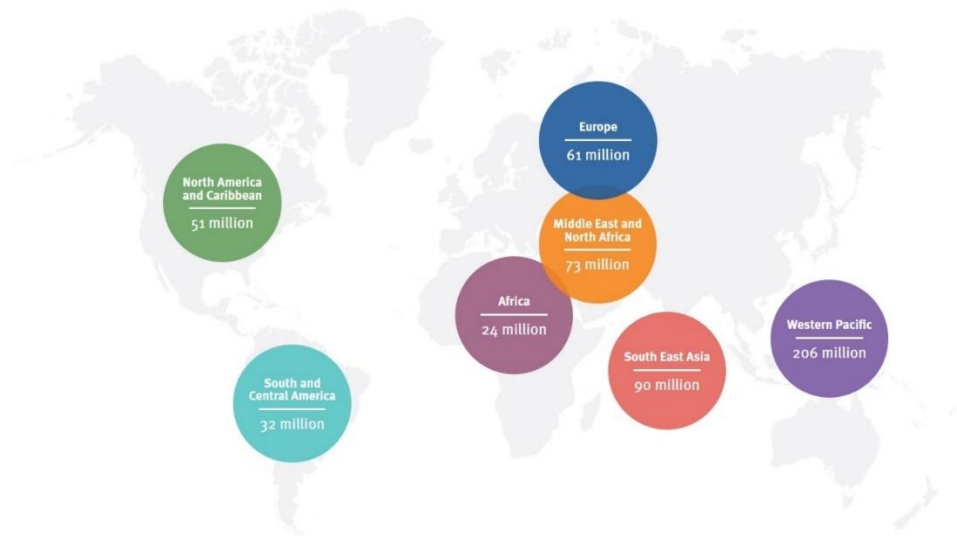 Europe
61 million
North America
and Caribbean
51 million
Middle East and
North Africa
73 million
Africa
24 million
Western Pacific
206 million
South East Asia
90 million
South and
Central America
32 million